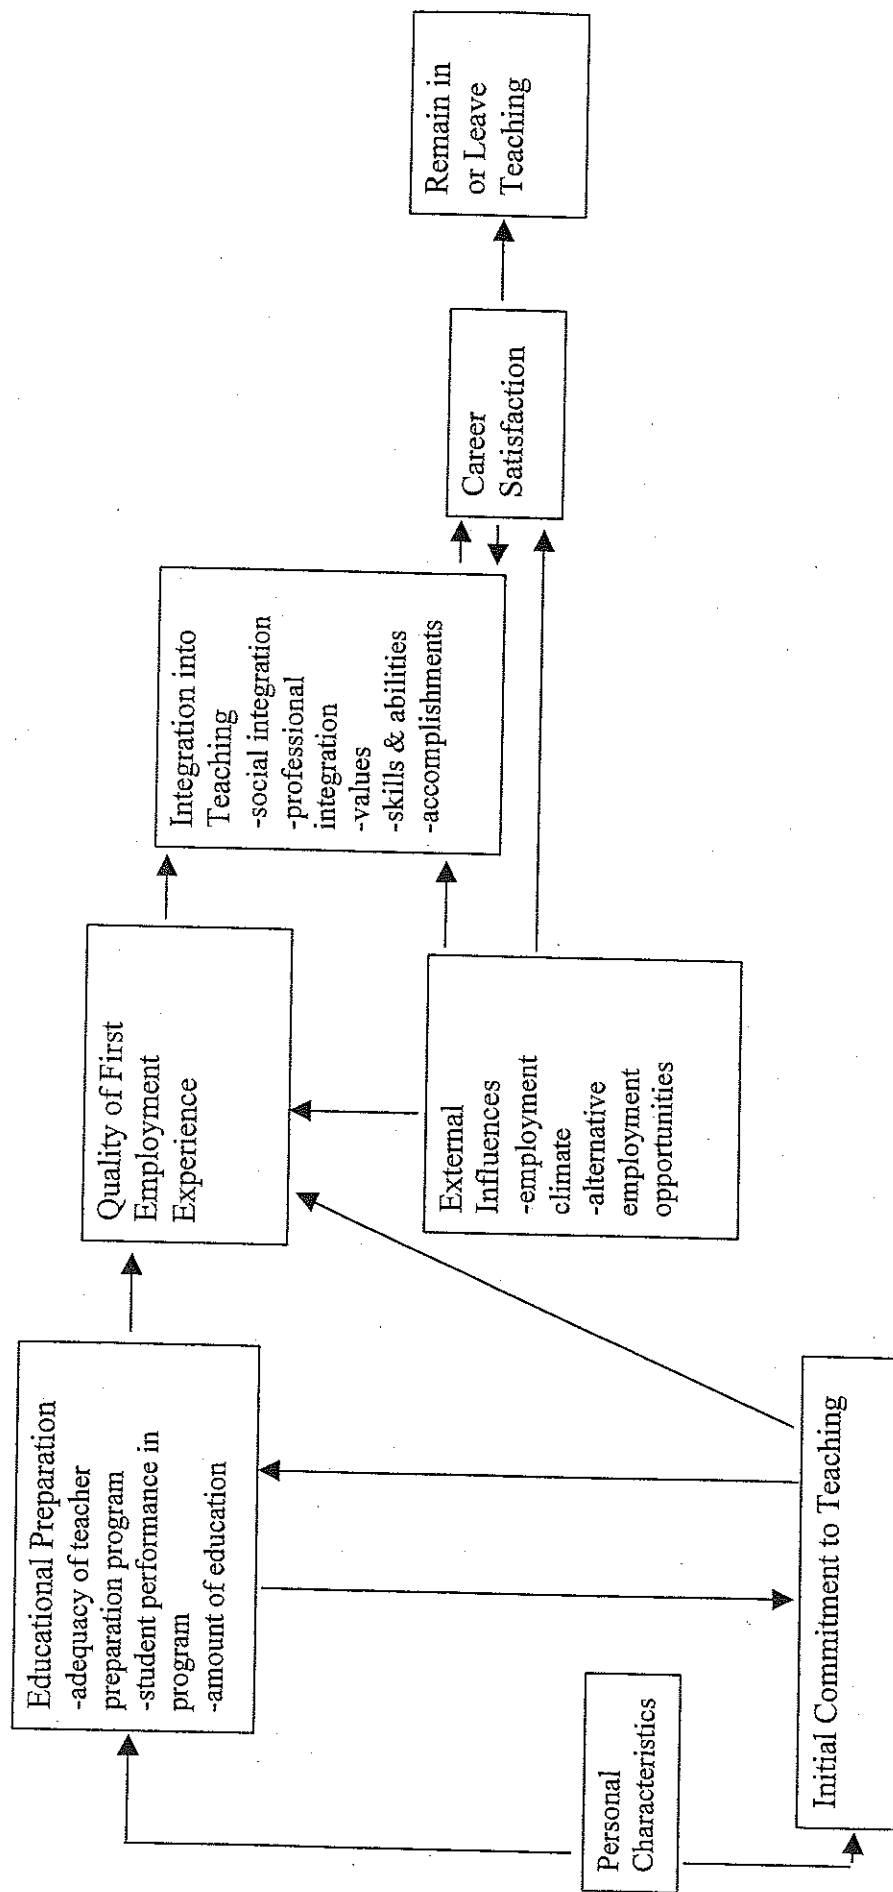 Educational Preparation
-adequacy of teacher
preparation program
-student performance in
program
-amount of education
Personal
Characteristics
Initial Commitment to Teaching
Quality of First
Employment
Experience
External
Influences
-employment
climate
-alternative
employment
opportunities
Integration into
Teaching
-social integration
-professional
integration
-values
-skills & abilities
-accomplishments
Career
Satisfaction
Remain in
or Leave
Teaching